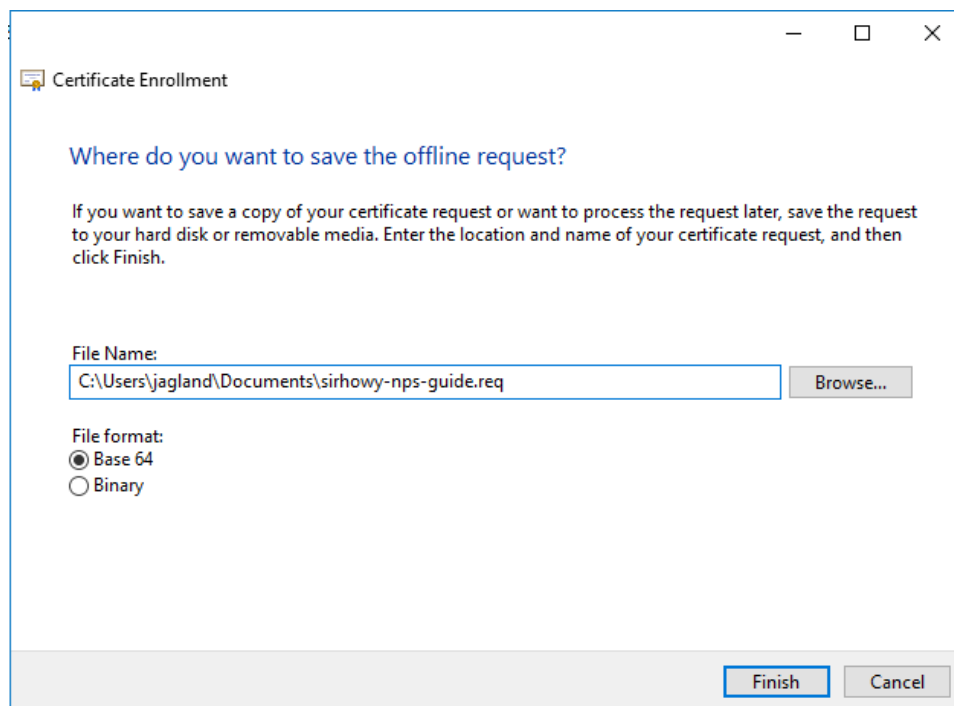 Certificate Enrollment
Where do you want to save the offline request?
If you want to save a copy of your certificate request or want to process the request later, save the request
to your hard disk or removable media. Enter the location and name of your certificate request, and then
click Finish.
File Name:
C:\Users\jagland\Documents\sirhowy-nps-guide.req
Browse...
File format:
Base 64
Binary
Finish
Cancel